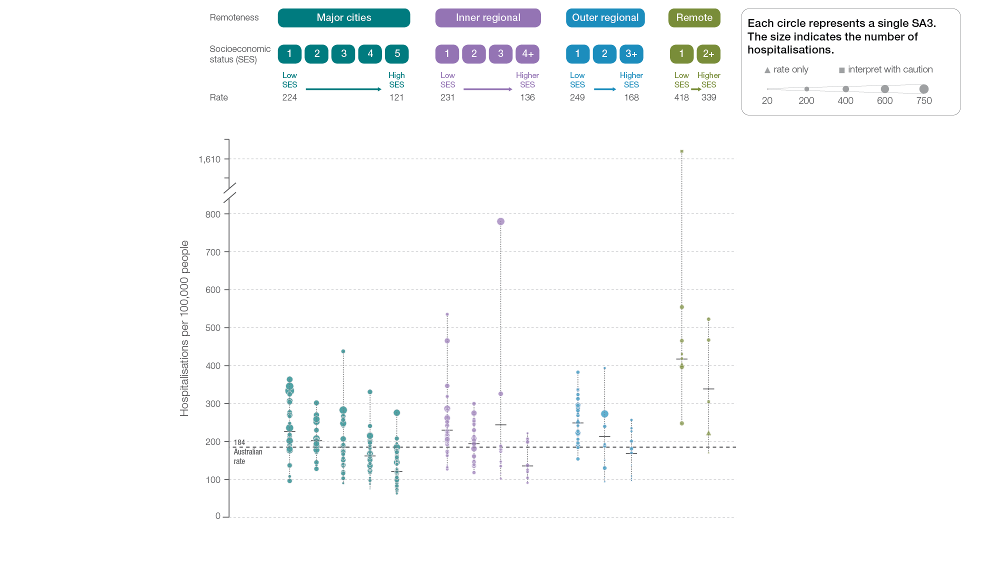 Remoteness
Major cities
Inner regional
Outer regional
Remote
Socioeconomic
status (SES)
1 2 3 4 5
1 2 3 4+
1 2 3+
1 2+
Low
SES
High
SES
Low
SES
Higher
SES
Low
SES
Higher
SES
Low
SES
Higher
SES
Rate
224 121
231 136
249 168
418 339
Each circle represents a single SA3.
The size indicates the number of
hospitalisations.
rate only
interpret with caution
20 200 400 600 750
Hospitalisations per 100,000 people
1,610
800
700
600
500
400
300
200
100
0
184
Australian
rate